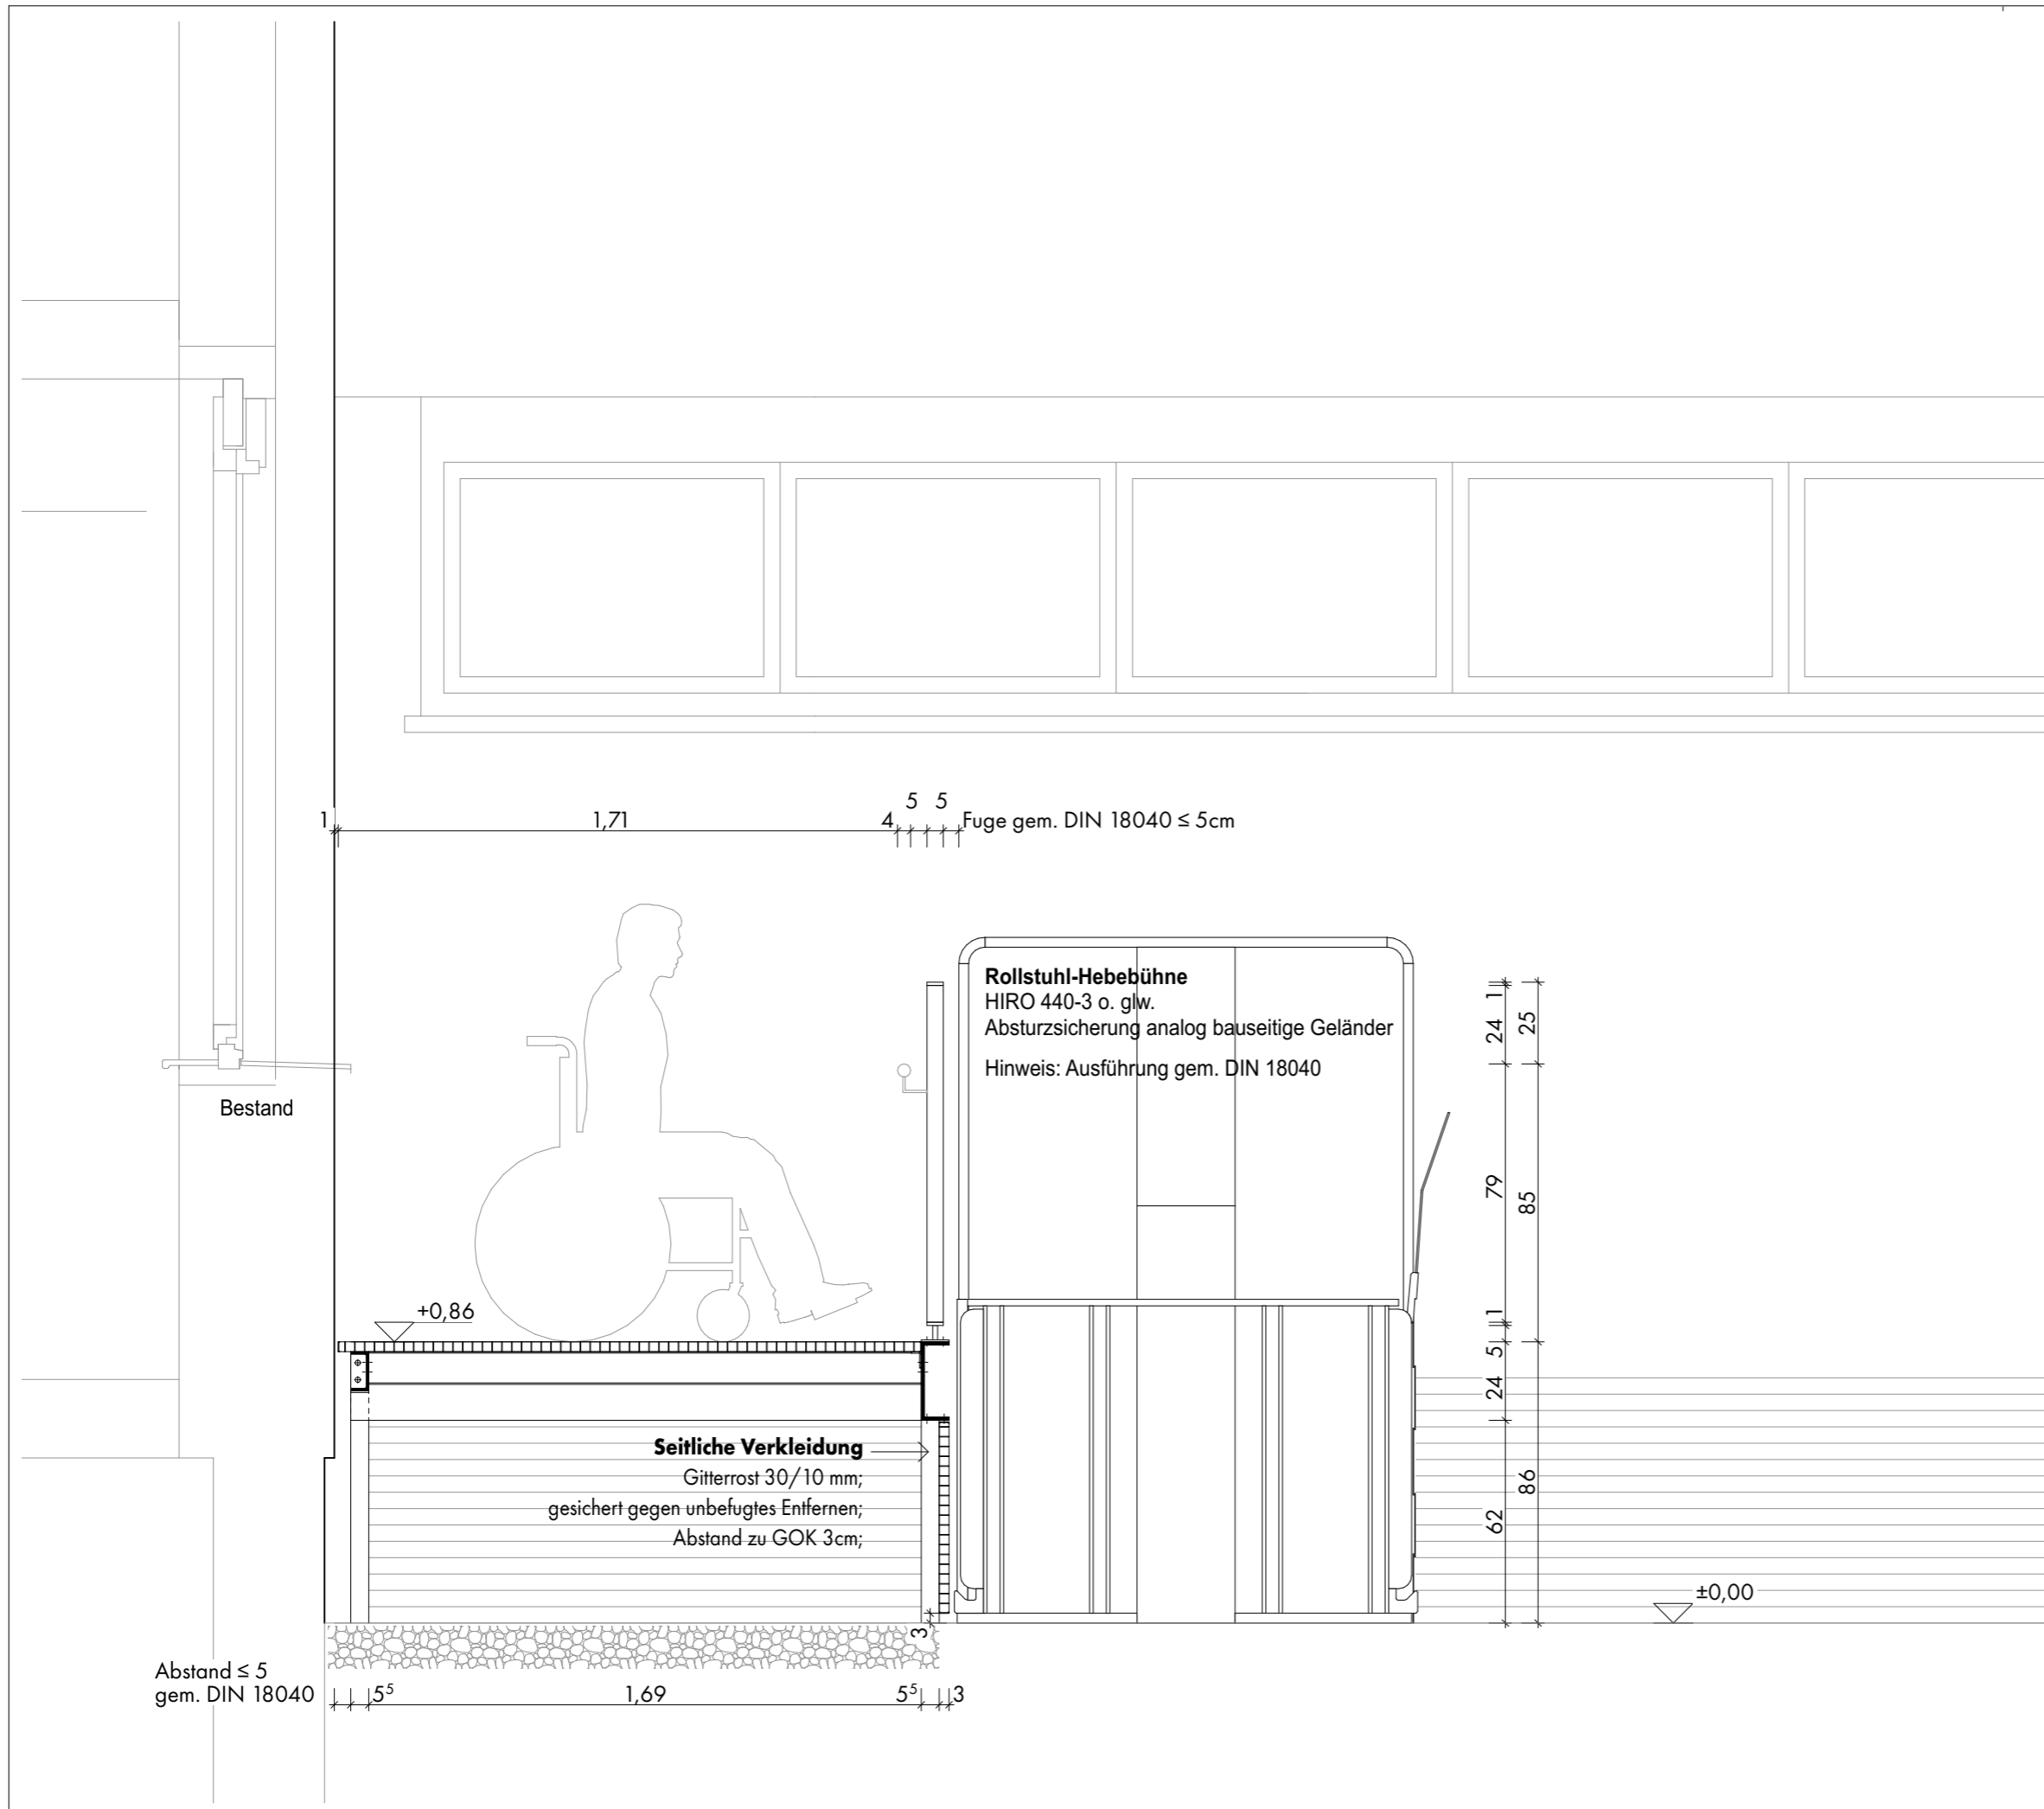 5 5
1 1,71 4 Fuge gem. DIN 18040 ≤ 5cm
Rollstuhl-Hebebühne
HIRO 440-3 o. glw.
Absturzsicherung analog bauseitige Geländer
Hinweis: Ausführung gem. DIN 18040
Bestand
1
24
25
79
85
1
5
24
62
86
+0,86
Seitliche Verkleidung
Gitterrost 30/10 mm;
gesichert gegen unbefugtes Entfernen;
Abstand zu GOK 3cm;
±0,00
3
Abstand ≤ 5
gem. DIN 18040
5⁵ 1,69 5⁵ 3